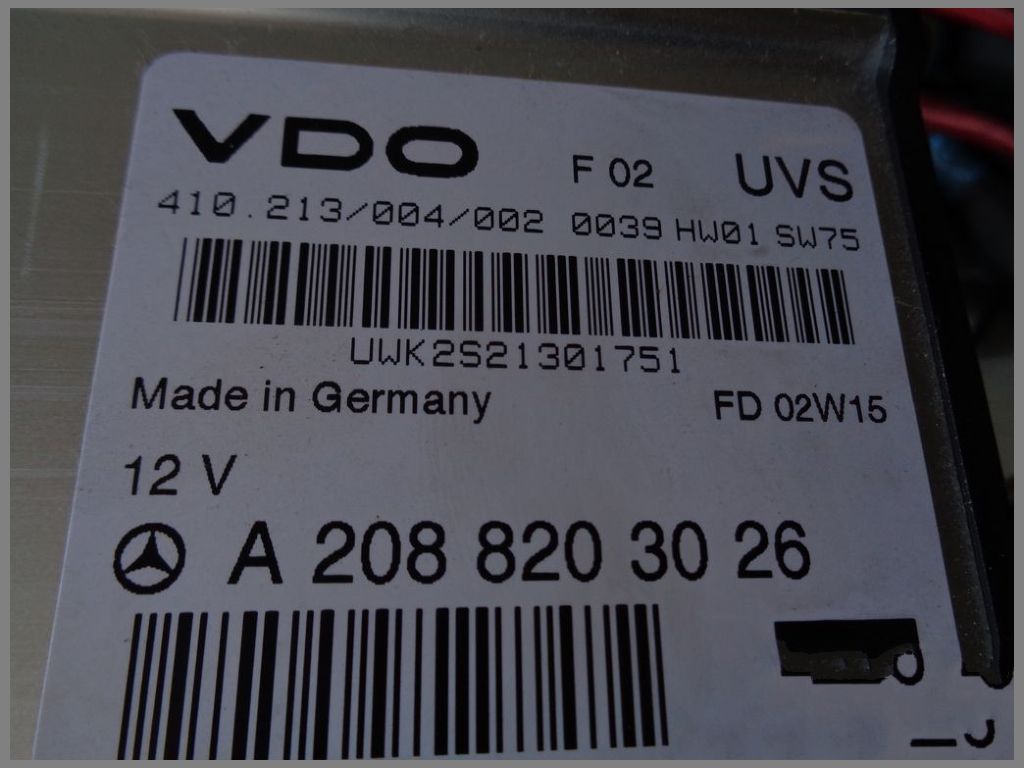 VDO F 02 UVS
410.213/004/002 0039 HW01 SW75
UWK2S21301751
Made in Germany FD 02W15
12 V
A 208 820 30 26